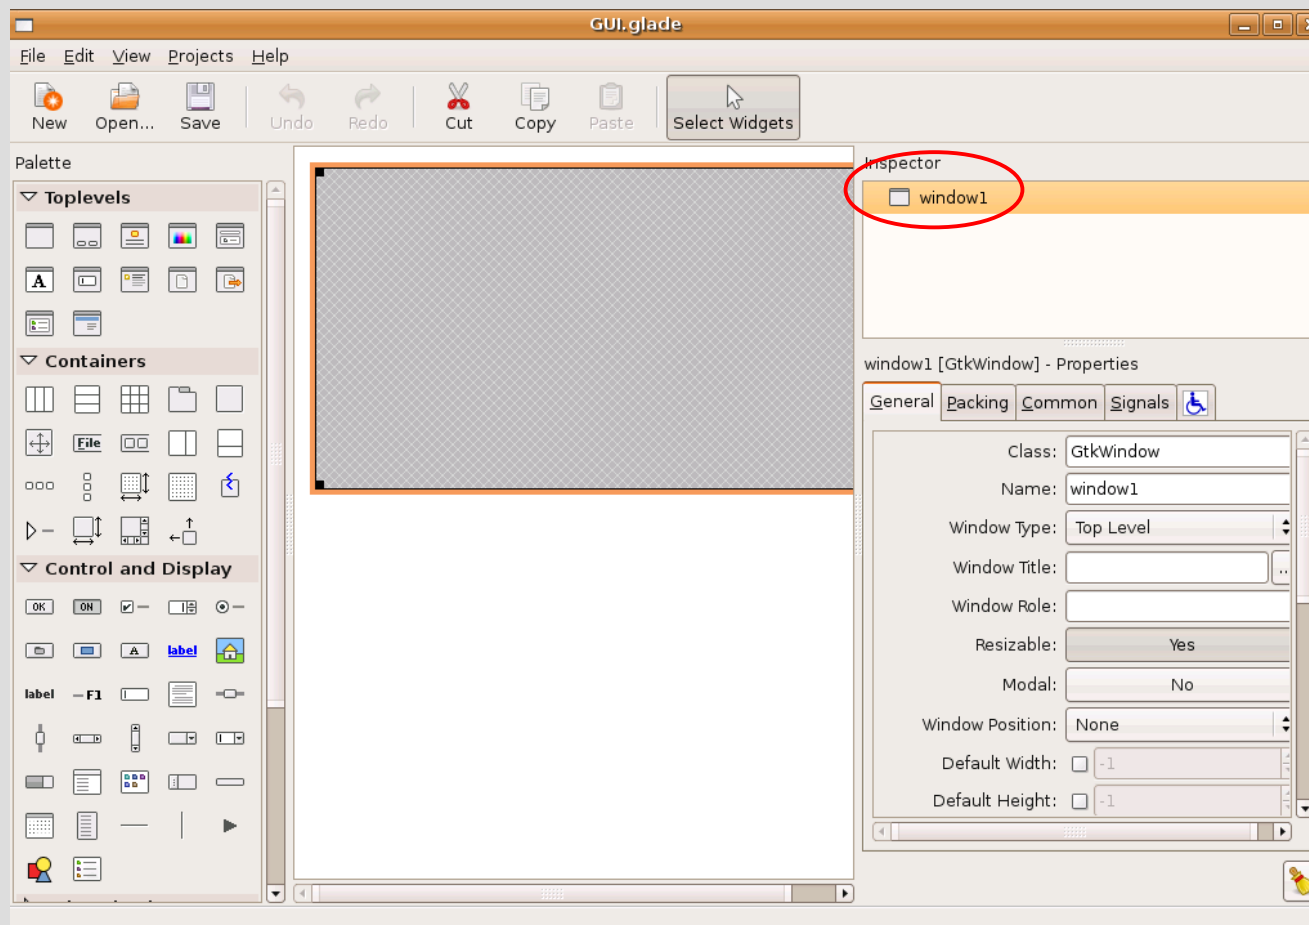 GUI.glade
File Edit View Projects Help
New Open... Save Undo Redo Cut Copy Paste Select Widgets
Palette
Toplevels
A
Containers
File
Control and Display
OK ON
A label
label F1
Inspector
window1
window1 [GtkWindow] - Properties
General Packing Common Signals
Class: GtkWindow
Name: window1
Window Type: Top Level
Window Title: ..
Window Role:
Resizable: Yes
Modal: No
Window Position: None
Default Width: -1
Default Height: -1